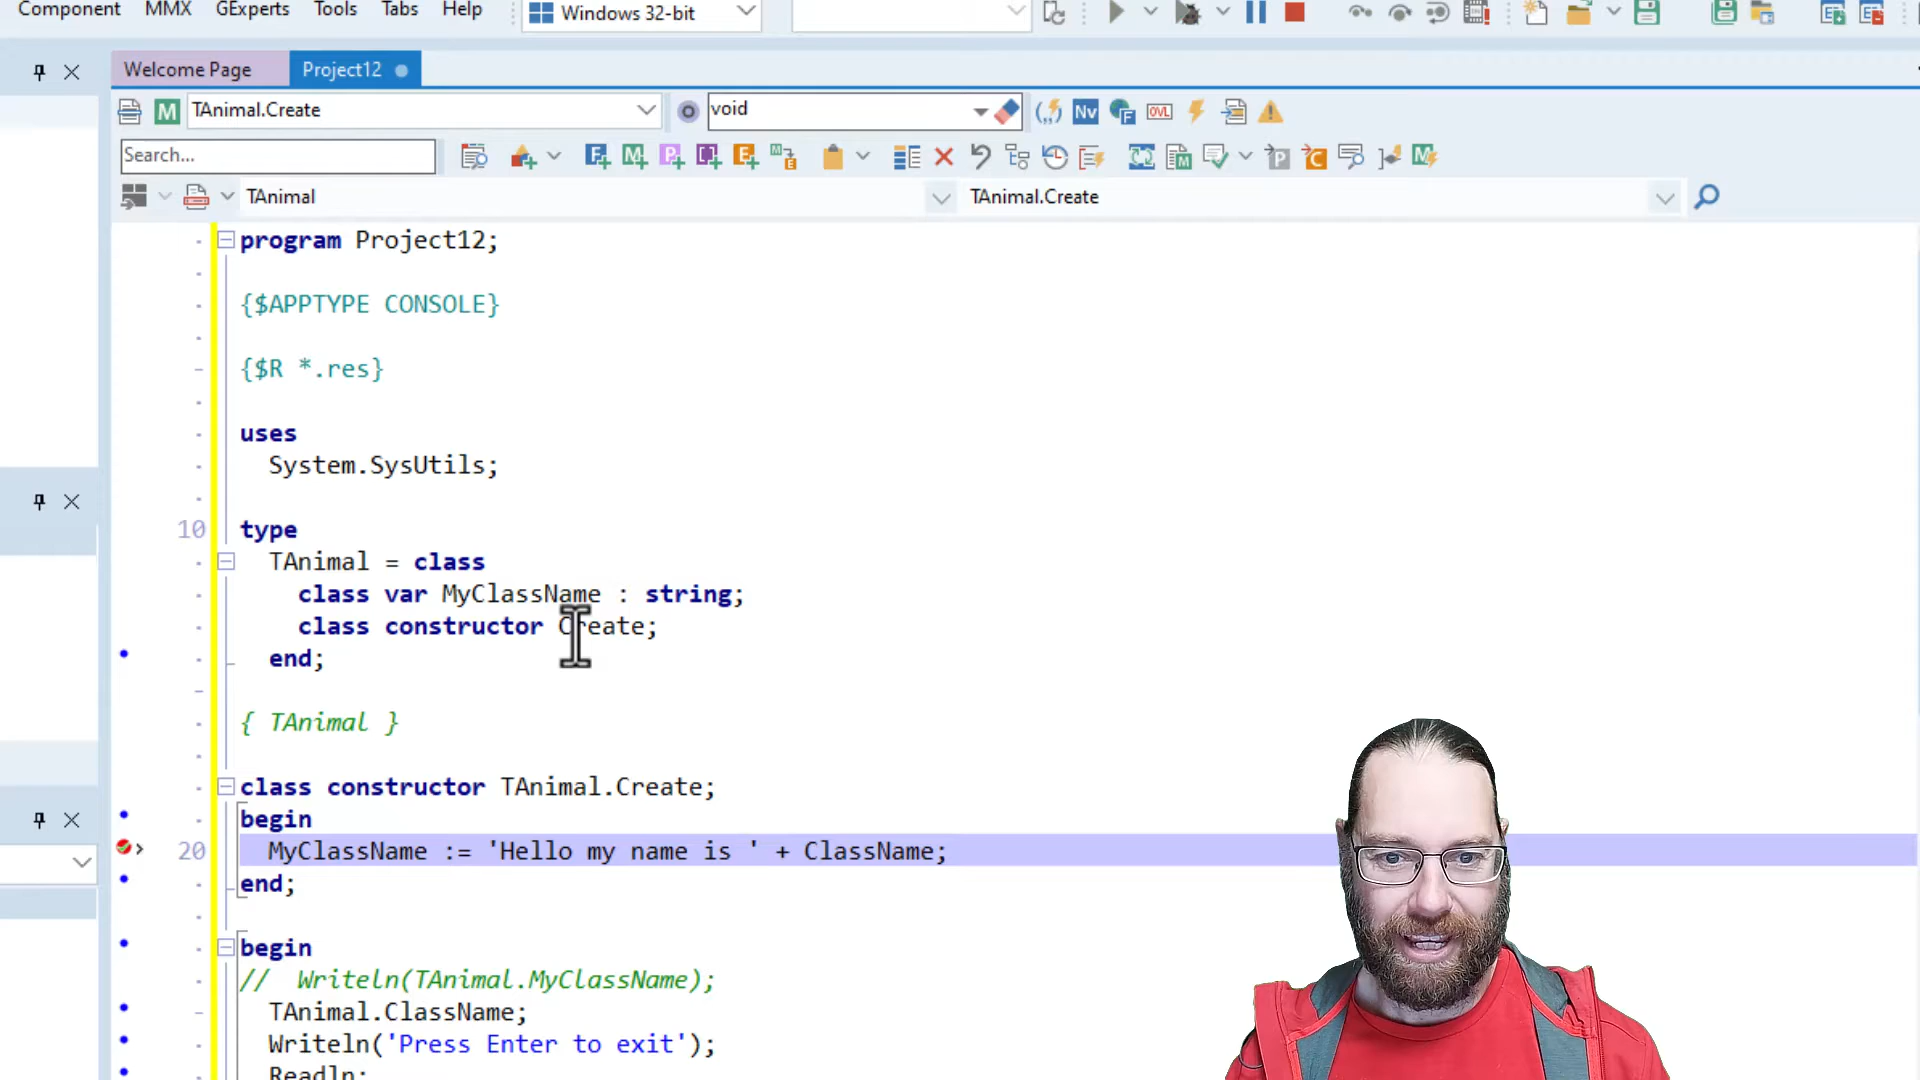 Component MMX GExperts Tools Tabs Help Windows 32-bit
Welcome Page Project12
M TAnimal.Create void Nv F OVL
Search...
TAnimal TAnimal.Create
program Project12;
{$APPTYPE CONSOLE}
{$R *.res}
uses
System.SysUtils;
10 type
TAnimal = class
class var MyClassName : string;
class constructor Create;
end;
{ TAnimal }
class constructor TAnimal.Create;
begin
20 MyClassName := 'Hello my name is ' + ClassName;
end;
begin
// Writeln(TAnimal.MyClassName);
TAnimal.ClassName;
Writeln('Press Enter to exit');
Readln;